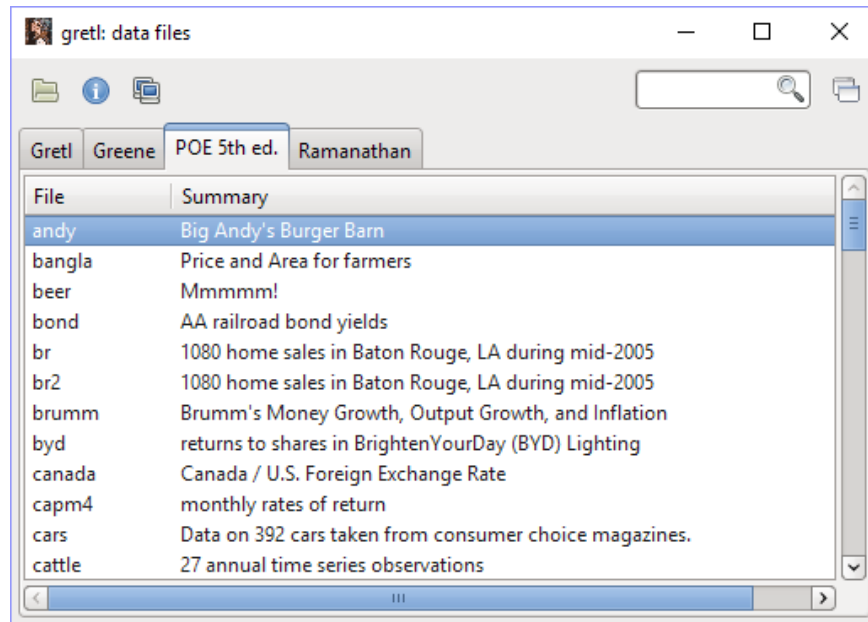 gretl: data files
Gretl Greene POE 5th ed. Ramanathan
File Summary
andy Big Andy's Burger Barn
bangla Price and Area for farmers
beer Mmmmm!
bond AA railroad bond yields
br 1080 home sales in Baton Rouge, LA during mid-2005
br2 1080 home sales in Baton Rouge, LA during mid-2005
brumm Brumm's Money Growth, Output Growth, and Inflation
byd returns to shares in BrightenYourDay (BYD) Lighting
canada Canada / U.S. Foreign Exchange Rate
capm4 monthly rates of return
cars Data on 392 cars taken from consumer choice magazines.
cattle 27 annual time series observations